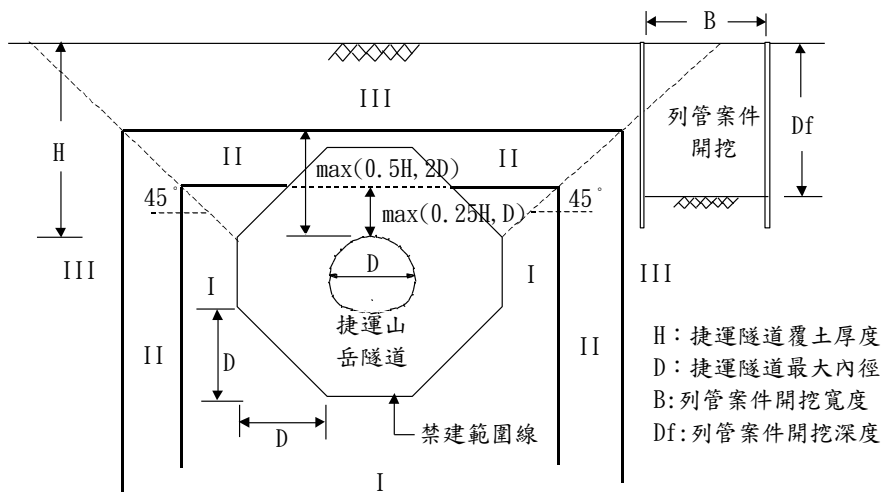 B
III
H
II
II
列管案件
開挖
Df
max(0.5H,2D)
45°
45°
max(0.25H,D)
III
I
D
I
III
捷運山
岳隧道
II
D
II
D
禁建範圍線
I
H：捷運隧道覆土厚度
D：捷運隧道最大內徑
B:列管案件開挖寬度
Df:列管案件開挖深度